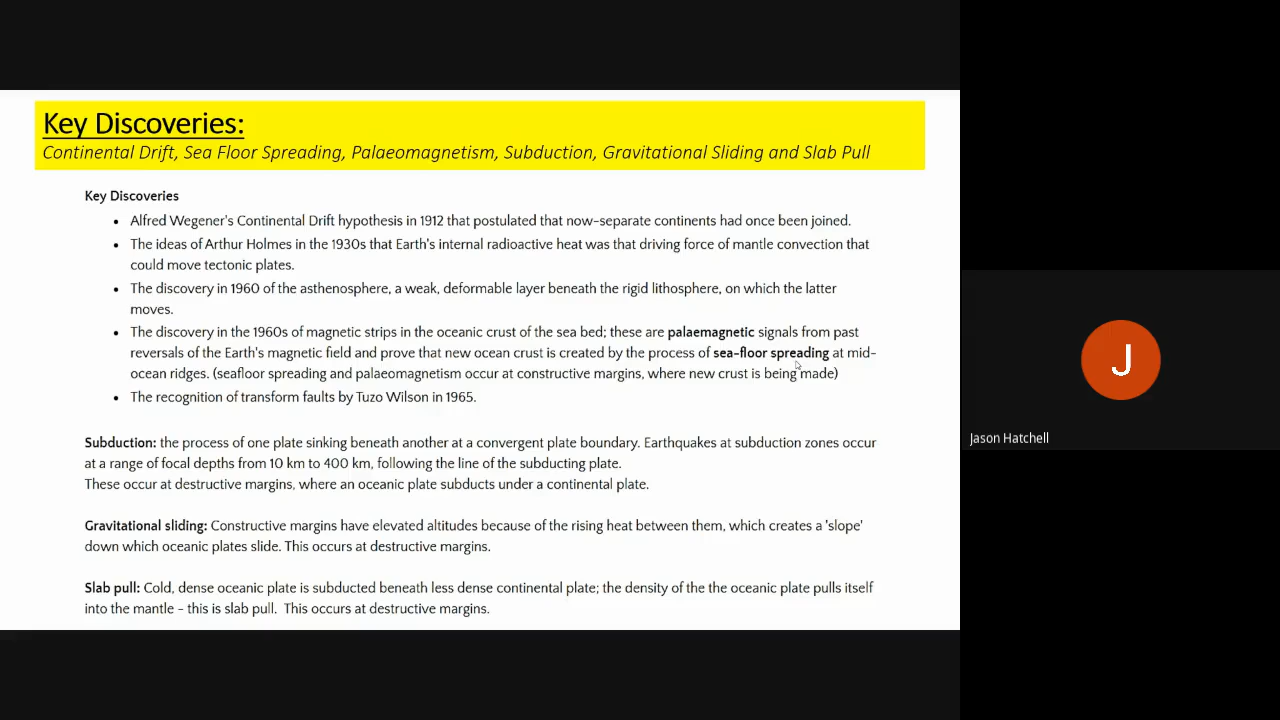 Key Discoveries:
Continental Drift, Sea Floor Spreading, Palaeomagnetism, Subduction, Gravitational Sliding and Slab Pull
Key Discoveries
• Alfred Wegener's Continental Drift hypothesis in 1912 that postulated that now-separate continents had once been joined.
• The ideas of Arthur Holmes in the 1930s that Earth's internal radioactive heat was that driving force of mantle convection that
could move tectonic plates.
• The discovery in 1960 of the asthenosphere, a weak, deformable layer beneath the rigid lithosphere, on which the latter
moves.
• The discovery in the 1960s of magnetic strips in the oceanic crust of the sea bed; these are palaemagnetic signals from past
reversals of the Earth's magnetic field and prove that new ocean crust is created by the process of sea-floor spreading at mid-
ocean ridges. (seafloor spreading and palaeomagnetism occur at constructive margins, where new crust is being made)
• The recognition of transform faults by Tuzo Wilson in 1965.
Subduction: the process of one plate sinking beneath another at a convergent plate boundary. Earthquakes at subduction zones occur
at a range of focal depths from 10 km to 400 km, following the line of the subducting plate.
These occur at destructive margins, where an oceanic plate subducts under a continental plate.
Gravitational sliding: Constructive margins have elevated altitudes because of the rising heat between them, which creates a 'slope'
down which oceanic plates slide. This occurs at destructive margins.
Slab pull: Cold, dense oceanic plate is subducted beneath less dense continental plate; the density of the the oceanic plate pulls itself
into the mantle - this is slab pull. This occurs at destructive margins.
J
Jason Hatchell